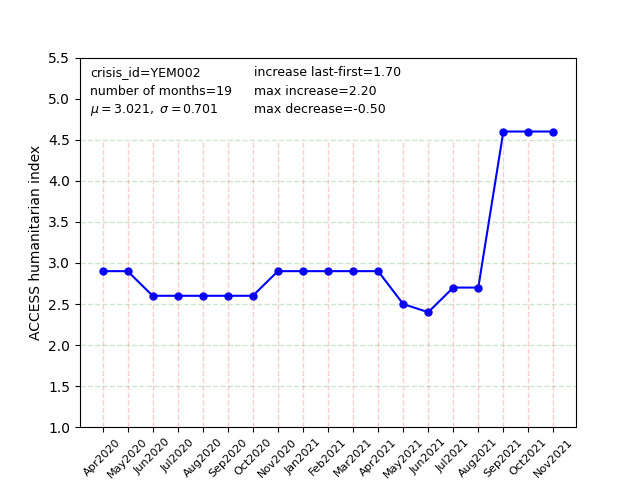 crisis_id=YEM002
number of months=19
μ = 3.021, σ =0.701
increase last-first=1.70
max increase=2.20
max decrease=-0.50
ACCESS humanitarian index
5.5
5.0
4.5
4.0
3.5
3.0
2.5
2.0
1.5
1.0
Apr2020
May2020
Jun2020
Jul2020
Aug2020
Sep2020
Oct2020
Nov2020
Jan2021
Feb2021
Mar2021
Apr2021
May2021
Jun2021
Jul2021
Aug2021
Sep2021
Oct2021
Nov2021